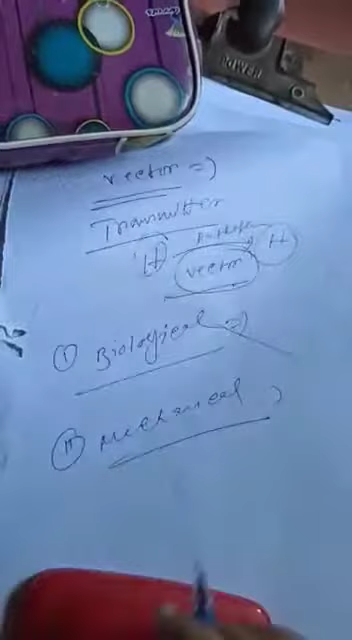 POWER
vector =>
Transmitter
H
vector
H
(I) Biological =>
(II) Mechanical